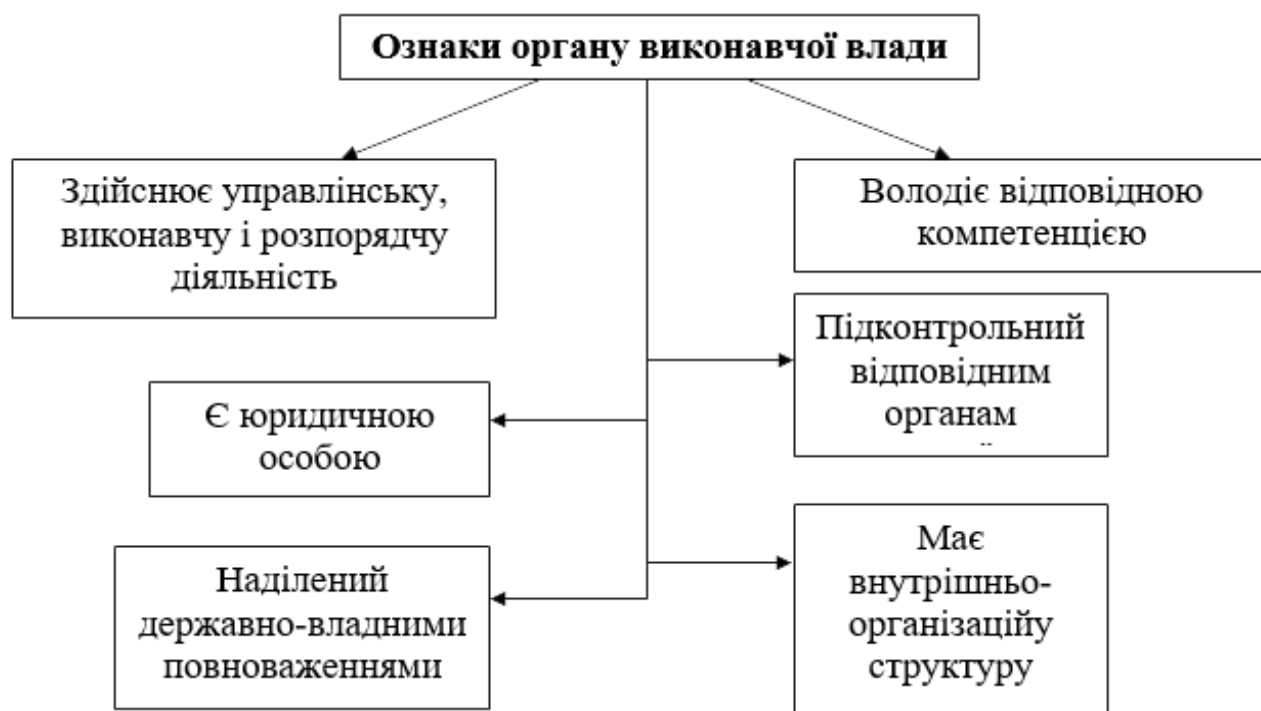 Ознаки органу виконавчої влади
Здійснює управлінську,
виконавчу і розпорядчу
діяльність
Володіє відповідною
компетенцією
Підконтрольний
відповідним
органам
Є юридичною
особою
Наділений
державно-владними
повноваженнями
Має
внутрішньо-
організаційу
структуру